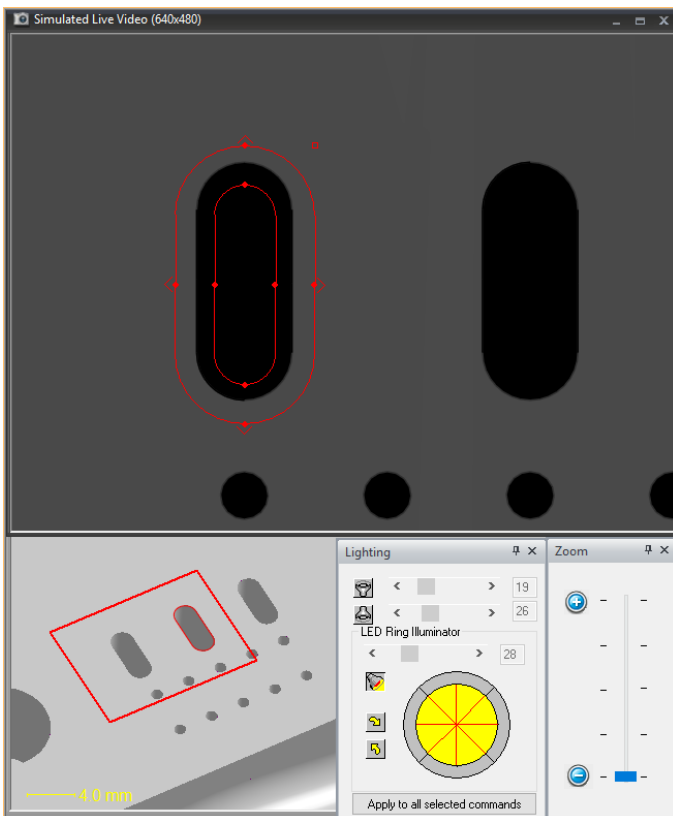 Simulated Live Video (640x480)
4.0 mm
Lighting
19
26
LED Ring Illuminator
28
Apply to all selected commands
Zoom